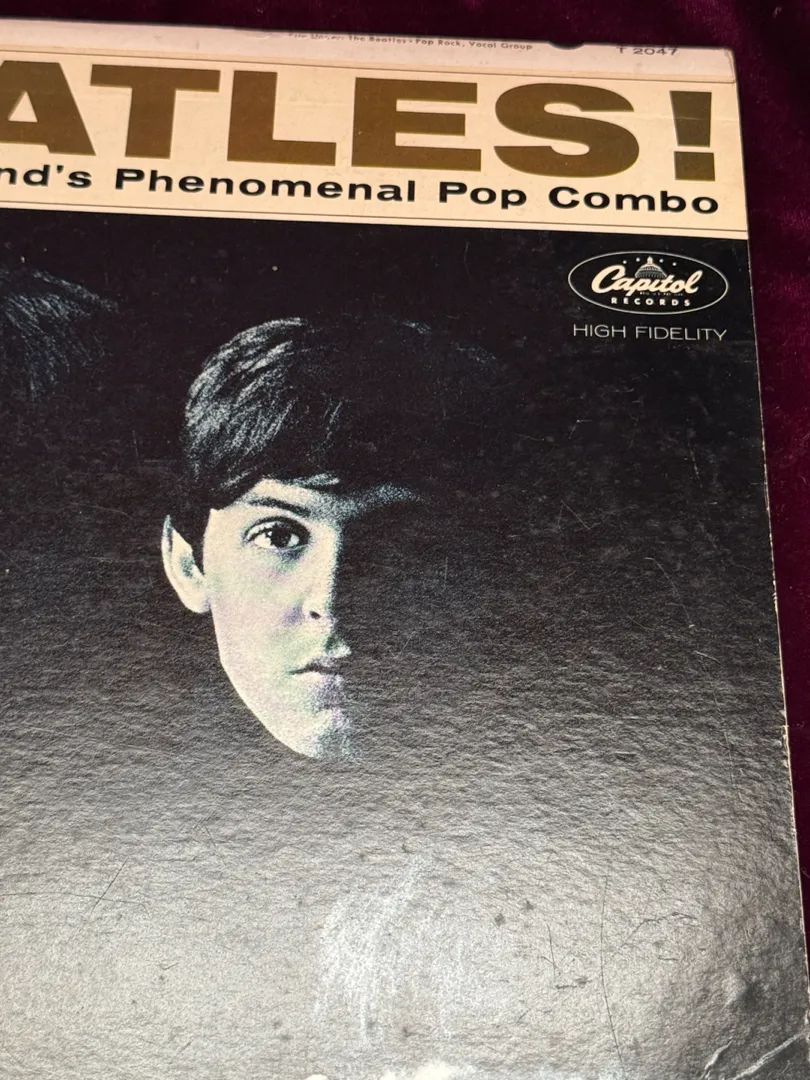 The Beatles • Pop Rock, Vocal Group
T 2047
ATLES!
nd's Phenomenal Pop Combo
Capitol
RECORDS
HIGH FIDELITY